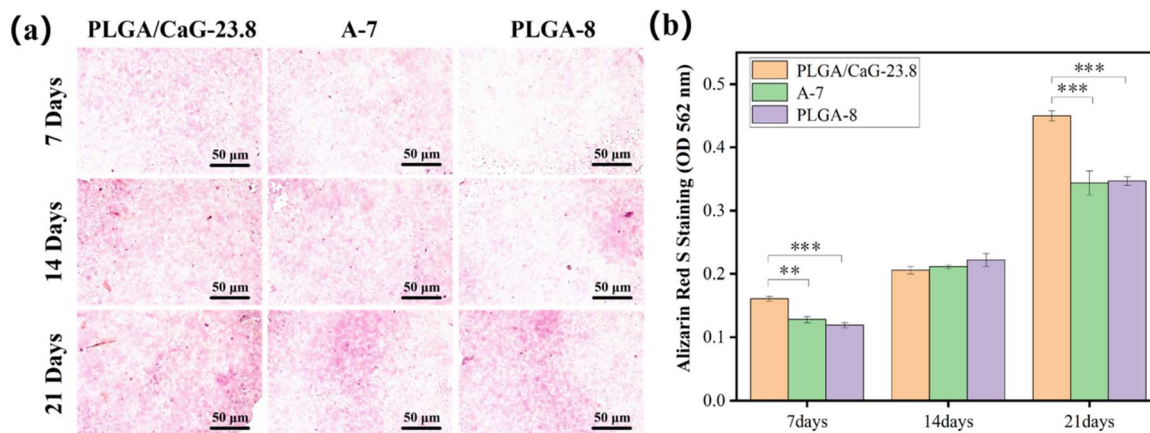 (a)
PLGA/CaG-23.8 A-7 PLGA-8
7 Days
50 μm 50 μm 50 μm
14 Days
50 μm 50 μm 50 μm
21 Days
50 μm 50 μm 50 μm
(b)
Alizarin Red S Staining (OD 562 nm)
0.5
0.4
0.3
0.2
0.1
0.0
PLGA/CaG-23.8
A-7
PLGA-8
***
**
***
***
7days 14days 21days